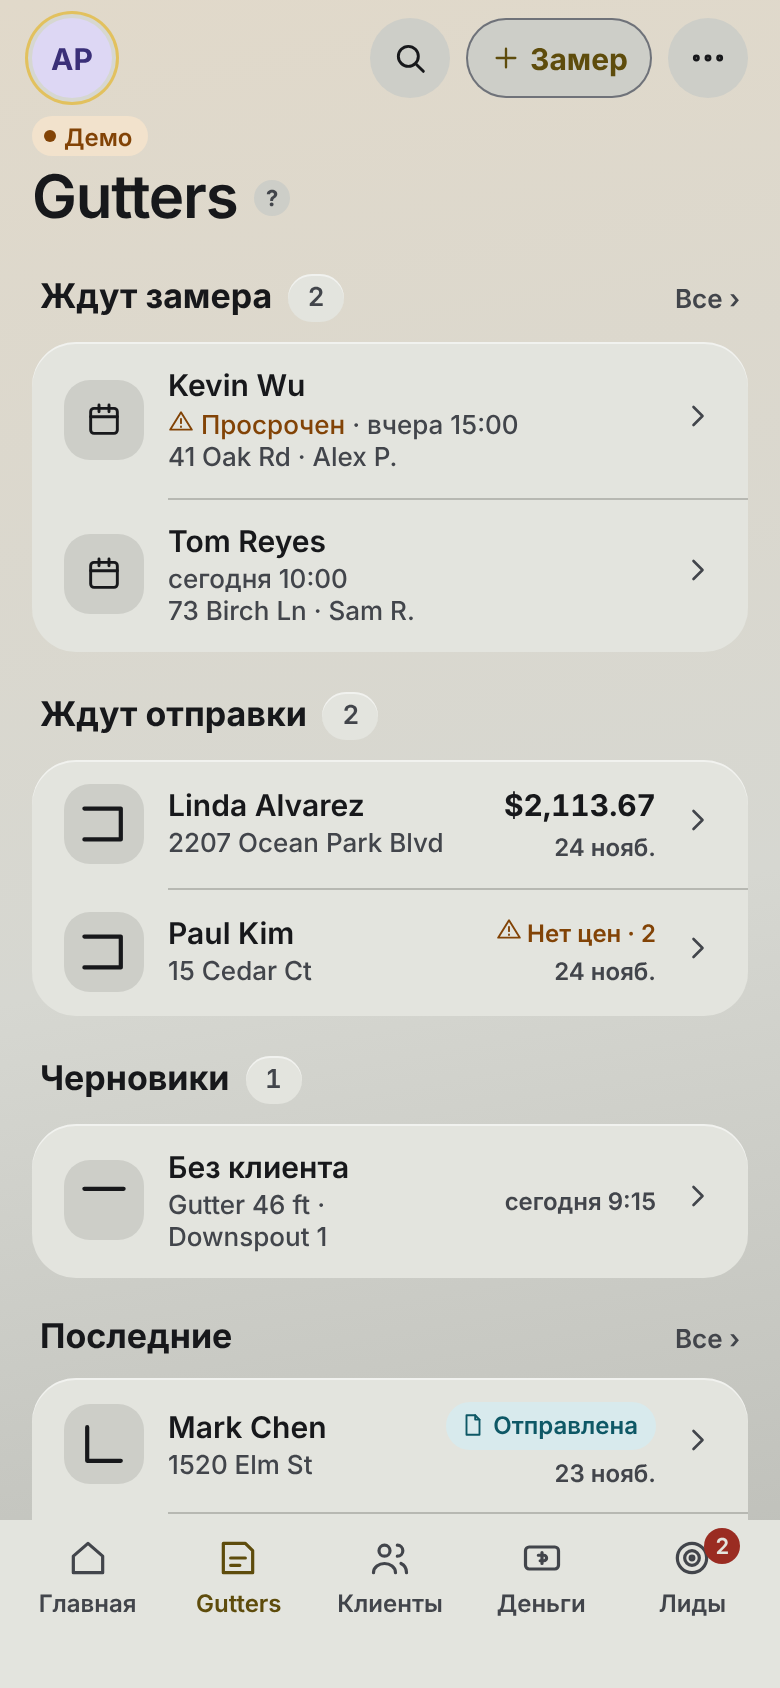 AP
+ Замер
Демо
Gutters ?
Ждут замера 2 Все ›
Kevin Wu
Просрочен · вчера 15:00
41 Oak Rd · Alex P.
Tom Reyes
сегодня 10:00
73 Birch Ln · Sam R.
Ждут отправки 2
Linda Alvarez $2,113.67
2207 Ocean Park Blvd 24 нояб.
Paul Kim Нет цен · 2
15 Cedar Ct 24 нояб.
Черновики 1
Без клиента
Gutter 46 ft · сегодня 9:15
Downspout 1
Последние Все ›
Mark Chen Отправлена
1520 Elm St 23 нояб.
2
Главная Gutters Клиенты Деньги Лиды